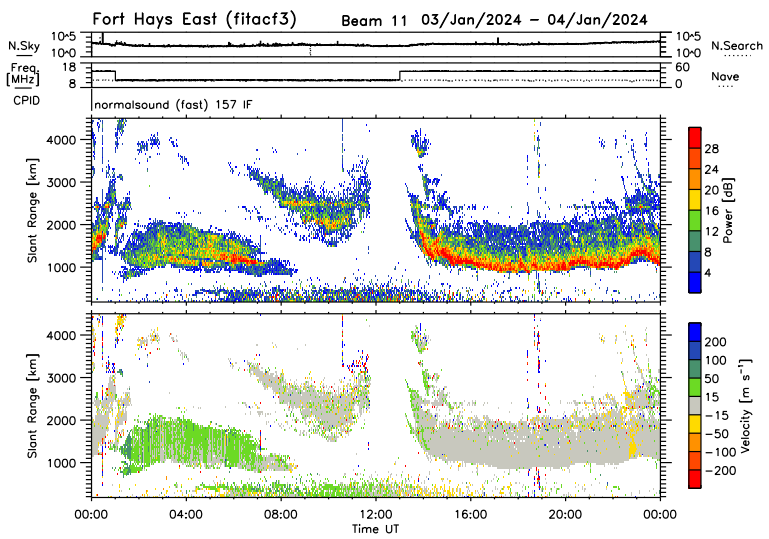 Fort Hays East (fitacf3) Beam 11 03/Jan/2024 - 04/Jan/2024
N.Sky 10^5 10^5 N.Search
10^0 10^0
Freq. 18 60
[MHz] 8 0 Nave
CPID normalsound (fast) 157 IF
4000
3000
2000
1000
Slant Range [km]
28
24
20
16
12
8
4
Power [dB]
4000
3000
2000
1000
Slant Range [km]
200
100
50
15
-15
-50
-100
-200
Velocity [m s⁻¹]
00:00 04:00 08:00 12:00 16:00 20:00 00:00
Time UT